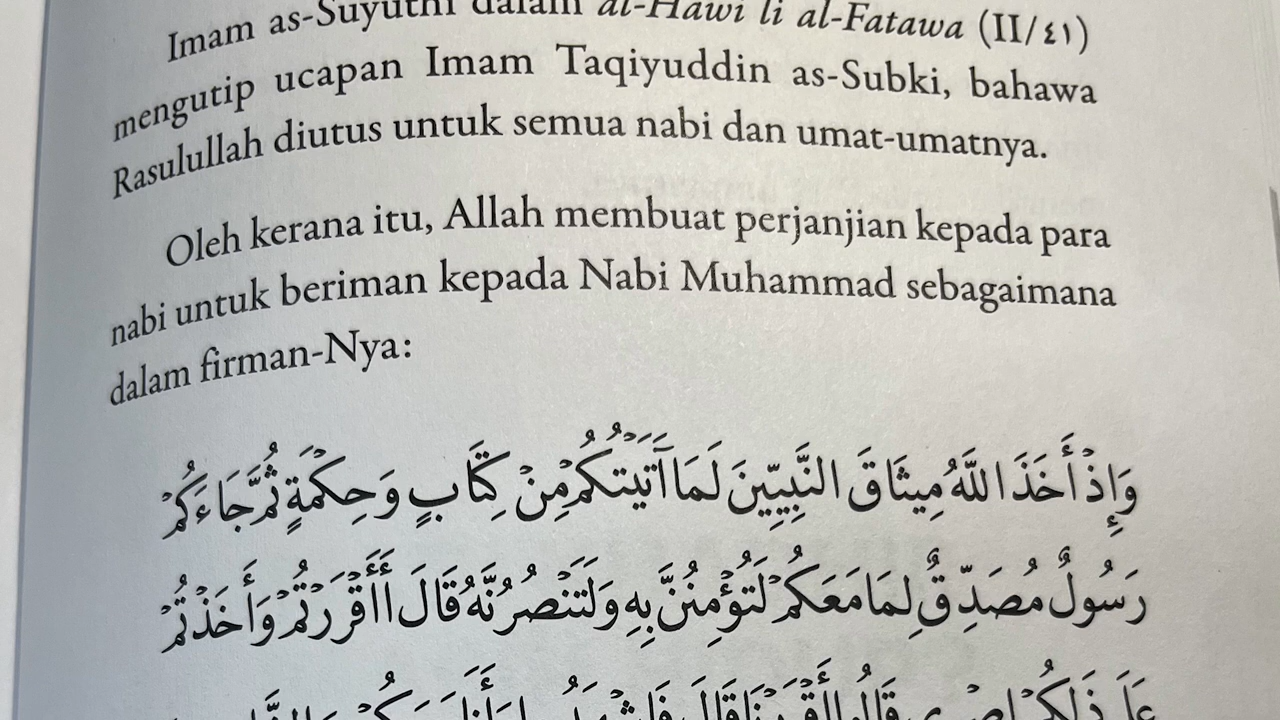 Imam as-Suyuthi dalam al-Hawi li al-Fatawa (II/٤١)
mengutip ucapan Imam Taqiyuddin as-Subki, bahawa
Rasulullah diutus untuk semua nabi dan umat-umatnya.
Oleh kerana itu, Allah membuat perjanjian kepada para
nabi untuk beriman kepada Nabi Muhammad sebagaimana
dalam firman-Nya:
وَإِذْ أَخَذَ اللَّهُ مِيثَاقَ النَّبِيِّينَ لَمَا آتَيْتُكُمْ مِنْ كِتَابٍ وَحِكْمَةٍ ثُمَّ جَاءَكُمْ
رَسُولٌ مُصَدِّقٌ لِمَا مَعَكُمْ لَتُؤْمِنُنَّ بِهِ وَلَتَنْصُرُنَّهُ قَالَ أَأَقْرَرْتُمْ وَأَخَذْتُمْ